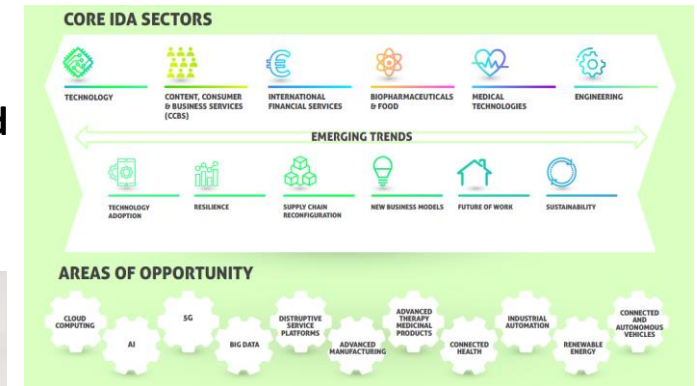 CORE IDA SECTORS
TECHNOLOGY
CONTENT, CONSUMER
& BUSINESS SERVICES
(CCBS)
INTERNATIONAL
FINANCIAL SERVICES
BIOPHARMACEUTICALS
& FOOD
MEDICAL
TECHNOLOGIES
ENGINEERING
EMERGING TRENDS
TECHNOLOGY
ADOPTION
RESILIENCE
SUPPLY CHAIN
RECONFIGURATION
NEW BUSINESS MODELS
FUTURE OF WORK
SUSTAINABILITY
AREAS OF OPPORTUNITY
CLOUD
COMPUTING
AI
5G
BIG DATA
DISRUPTIVE
SERVICE
PLATFORMS
ADVANCED
MANUFACTURING
ADVANCED
THERAPY
MEDICINAL
PRODUCTS
CONNECTED
HEALTH
INDUSTRIAL
AUTOMATION
RENEWABLE
ENERGY
CONNECTED
AND
AUTONOMOUS
VEHICLES